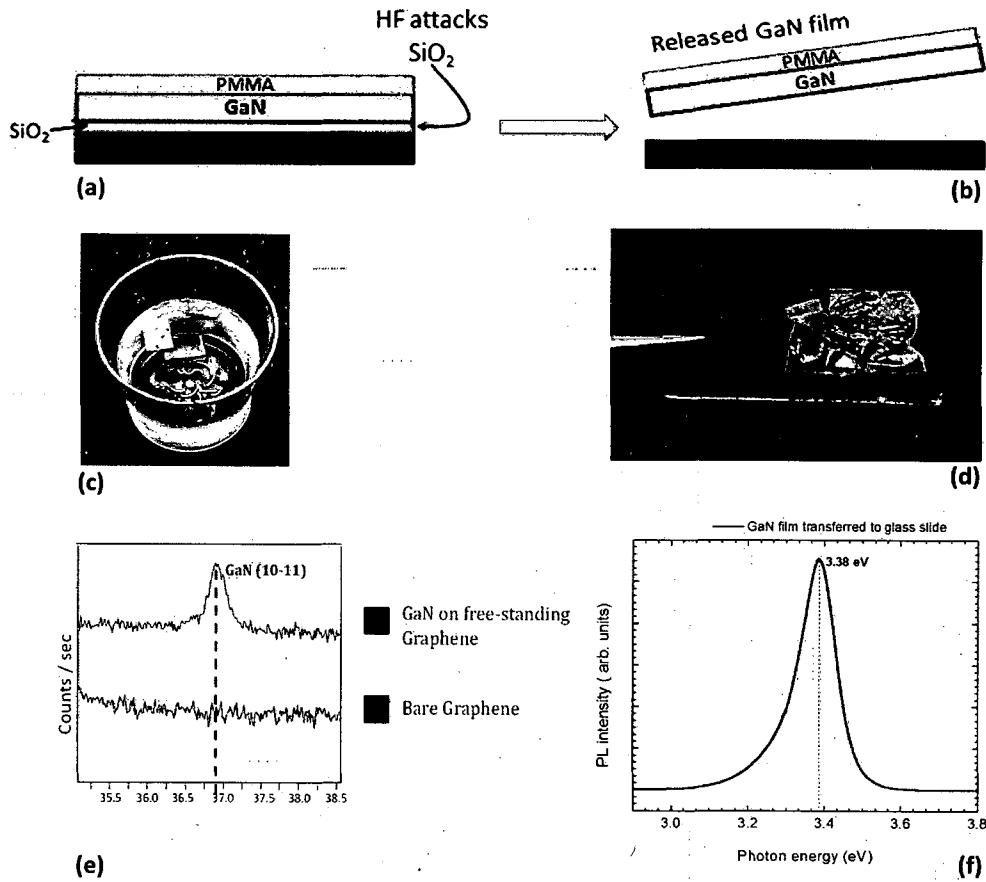 HF attacks
SiO₂
PMMA
GaN
SiO₂
(a)
Released GaN film
PMMA
GaN
(b)
(c)
(d)
GaN (10-11)
Counts / sec
35.5 36.0 36.5 37.0 37.5 38.0 38.5
GaN on free-standing
Graphene
Bare Graphene
(e)
GaN film transferred to glass slide
3.38 eV
PL intensity ( arb. units)
3.0 3.2 3.4 3.6 3.8
Photon energy (eV)
(f)